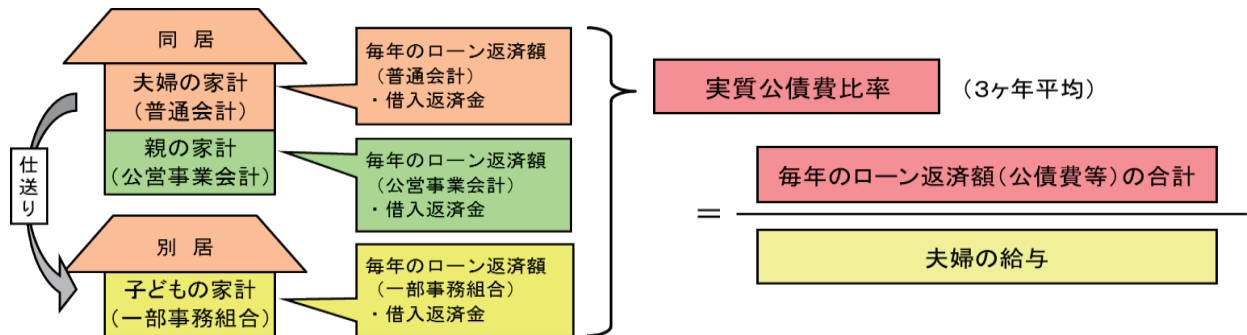 同 居
夫婦の家計
(普通会計)
親の家計
(公営事業会計)
仕送り
別 居
子どもの家計
(一部事務組合)
毎年のローン返済額
(普通会計)
・借入返済金
毎年のローン返済額
(公営事業会計)
・借入返済金
毎年のローン返済額
(一部事務組合)
・借入返済金
実質公債費比率 (3ヶ年平均)
毎年のローン返済額(公債費等)の合計
=
夫婦の給与